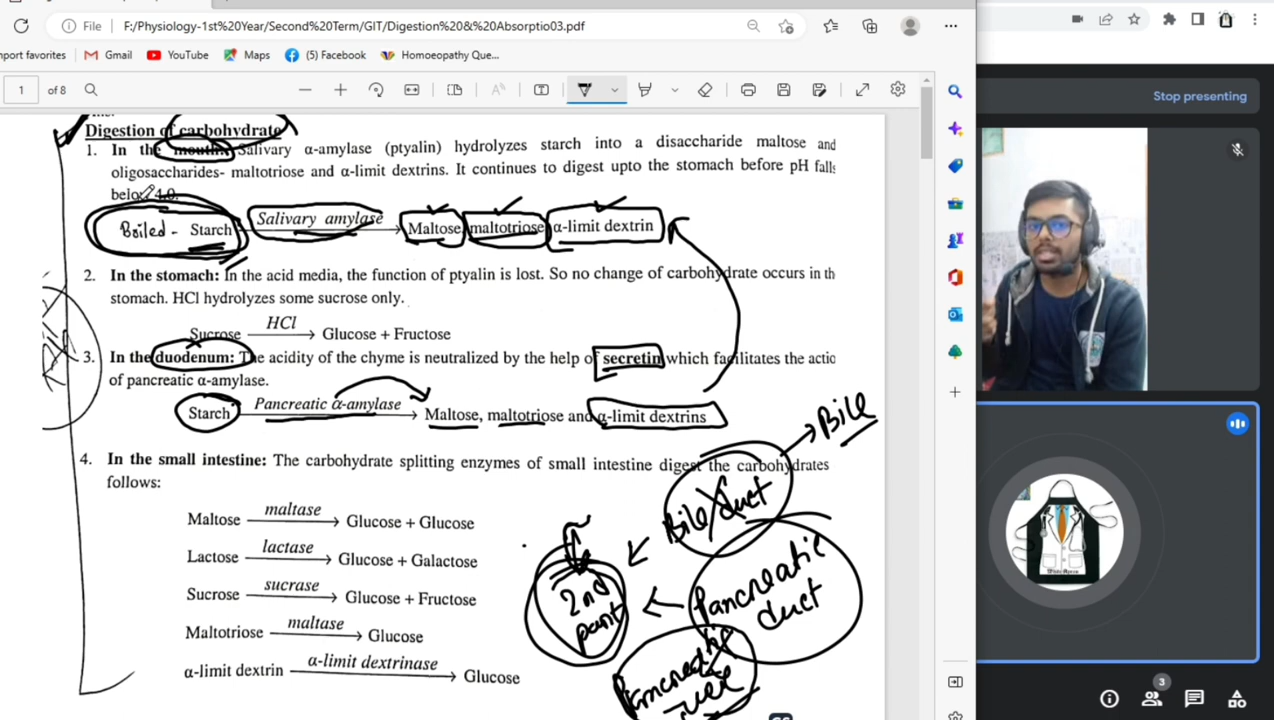 File F:/Physiology-1st%20Year/Second%20Term/GIT/Digestion%20&%20Absorptio03.pdf
nport favorites Gmail YouTube Maps (5) Facebook Homoeopathy Que...
1 of 8
Stop presenting
Digestion of carbohydrate
1. In the mouth: Salivary α-amylase (ptyalin) hydrolyzes starch into a disaccharide maltose and
oligosaccharides- maltotriose and α-limit dextrins. It continues to digest upto the stomach before pH falls
below 4.0.
Boiled - Starch Salivary amylase Maltose, maltotriose, α-limit dextrin
2. In the stomach: In the acid media, the function of ptyalin is lost. So no change of carbohydrate occurs in th
stomach. HCl hydrolyzes some sucrose only.
Sucrose HCl Glucose + Fructose
3. In the duodenum: The acidity of the chyme is neutralized by the help of secretin which facilitates the actio
of pancreatic α-amylase.
Starch Pancreatic α-amylase Maltose, maltotriose and α-limit dextrins
Bile
4. In the small intestine: The carbohydrate splitting enzymes of small intestine digest the carbohydrates
follows:
Bile duct
Maltose maltase Glucose + Glucose
Lactose lactase Glucose + Galactose
Sucrose sucrase Glucose + Fructose
2nd part
Pancreatic duct
Maltotriose maltase Glucose
α-limit dextrin α-limit dextrinase Glucose
Pancreatic
3